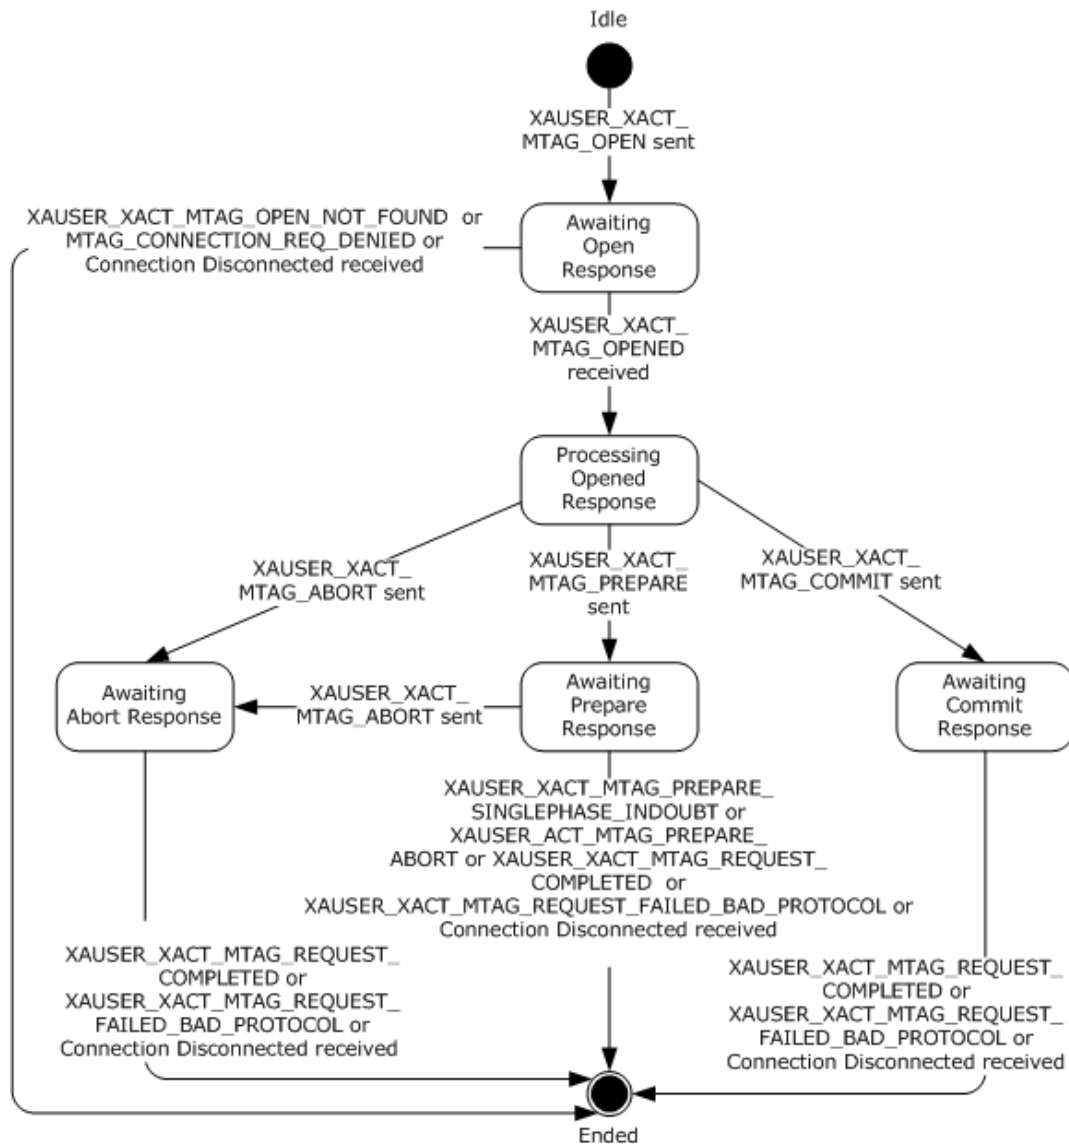 Idle
XAUSER_XACT_
MTAG_OPEN sent
XAUSER_XACT_MTAG_OPEN_NOT_FOUND or
MTAG_CONNECTION_REQ_DENIED or
Connection Disconnected received
Awaiting
Open
Response
XAUSER_XACT_
MTAG_OPENED
received
Processing
Opened
Response
XAUSER_XACT_
MTAG_ABORT sent
XAUSER_XACT_
MTAG_PREPARE
sent
XAUSER_XACT_
MTAG_COMMIT sent
Awaiting
Abort Response
XAUSER_XACT_
MTAG_ABORT sent
Awaiting
Prepare
Response
Awaiting
Commit
Response
XAUSER_XACT_MTAG_PREPARE_
SINGLEPHASE_INDOUBT or
XAUSER_ACT_MTAG_PREPARE_
ABORT or XAUSER_XACT_MTAG_REQUEST_
COMPLETED or
XAUSER_XACT_MTAG_REQUEST_FAILED_BAD_PROTOCOL or
Connection Disconnected received
XAUSER_XACT_MTAG_REQUEST_
COMPLETED or
XAUSER_XACT_MTAG_REQUEST_
FAILED_BAD_PROTOCOL or
Connection Disconnected received
XAUSER_XACT_MTAG_REQUEST_
COMPLETED or
XAUSER_XACT_MTAG_REQUEST_
FAILED_BAD_PROTOCOL or
Connection Disconnected received
Ended